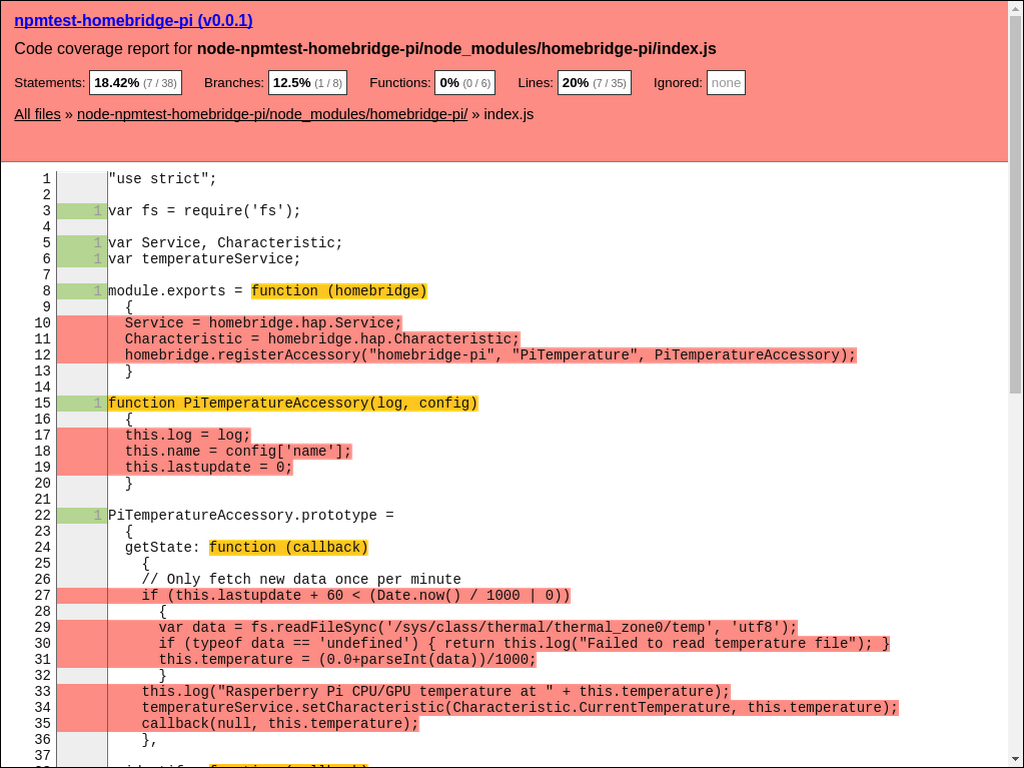 npmtest-homebridge-pi (v0.0.1)
Code coverage report for node-npmtest-homebridge-pi/node_modules/homebridge-pi/index.js
Statements: 18.42% (7 / 38) Branches: 12.5% (1 / 8) Functions: 0% (0 / 6) Lines: 20% (7 / 35) Ignored: none
All files » node-npmtest-homebridge-pi/node_modules/homebridge-pi/ » index.js
1 "use strict";
2
3 1 var fs = require('fs');
4
5 1 var Service, Characteristic;
6 1 var temperatureService;
7
8 1 module.exports = function (homebridge)
9 {
10 Service = homebridge.hap.Service;
11 Characteristic = homebridge.hap.Characteristic;
12 homebridge.registerAccessory("homebridge-pi", "PiTemperature", PiTemperatureAccessory);
13 }
14
15 1 function PiTemperatureAccessory(log, config)
16 {
17 this.log = log;
18 this.name = config['name'];
19 this.lastupdate = 0;
20 }
21
22 1 PiTemperatureAccessory.prototype =
23 {
24 getState: function (callback)
25 {
26 // Only fetch new data once per minute
27 if (this.lastupdate + 60 < (Date.now() / 1000 | 0))
28 {
29 var data = fs.readFileSync('/sys/class/thermal/thermal_zone0/temp', 'utf8');
30 if (typeof data == 'undefined') { return this.log("Failed to read temperature file"); }
31 this.temperature = (0.0+parseInt(data))/1000;
32 }
33 this.log("Rasperberry Pi CPU/GPU temperature at " + this.temperature);
34 temperatureService.setCharacteristic(Characteristic.CurrentTemperature, this.temperature);
35 callback(null, this.temperature);
36 },
37